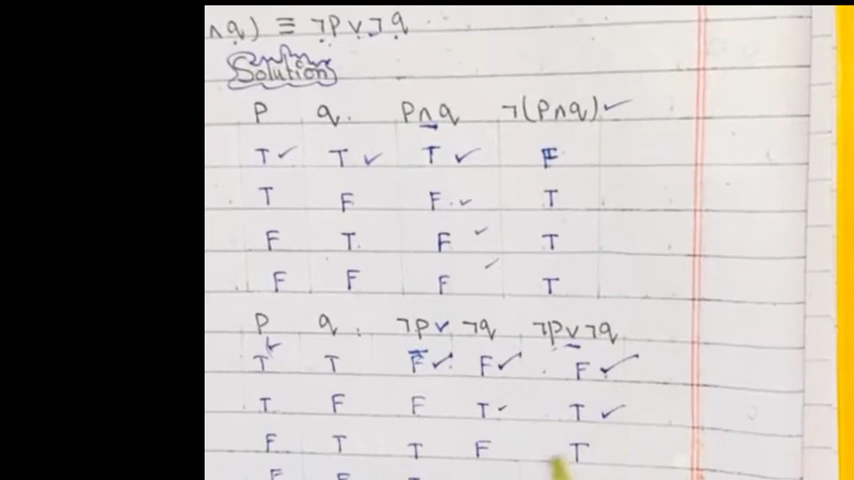 ∧q) ≡ ¬p∨¬q
Solution
P q. P∧q ¬(P∧q) ✓
T ✓ T ✓ T ✓ F
T F F ✓ T
F T. F ✓ T
F F F ✓ T
P q. ¬p ✓ ¬q ¬p∨¬q
T T F ✓ F ✓ F ✓
T F F T ✓ T ✓
F T T F T
F F T